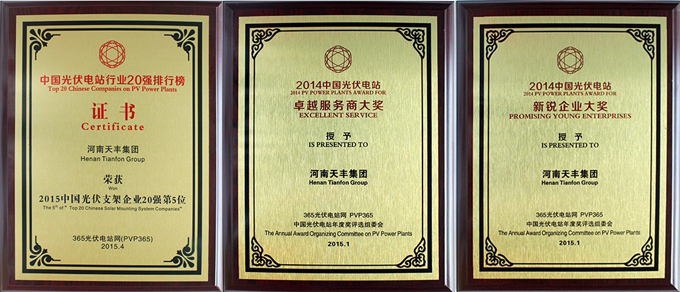 中国光伏电站行业20强排行榜
Top 20 Chinese Companies on PV Power Plants
证书
Certificate
河南天丰集团
Henan Tianfon Group
荣获
Won
2015中国光伏支架企业20强第5位
The 5th of " Top 20 Chinese Solar Mounting System Companies"
365光伏电站网(PVP365)
2015.4
2014中国光伏电站
2014 PV POWER PLANTS AWARD FOR
卓越服务商大奖
EXCELLENT SERVICE
授予
IS PRESENTED TO
河南天丰集团
Henan Tianfon Group
365光伏电站网 PVP365
中国光伏电站年度奖评选组委会
The Annual Award Organizing Committee on PV Power Plants
2015.1
2014中国光伏电站
2014 PV POWER PLANTS AWARD FOR
新锐企业大奖
PROMISING YOUNG ENTERPRISES
授予
IS PRESENTED TO
河南天丰集团
Henan Tianfon Group
365光伏电站网 PVP365
中国光伏电站年度奖评选组委会
The Annual Award Organizing Committee on PV Power Plants
2015.1